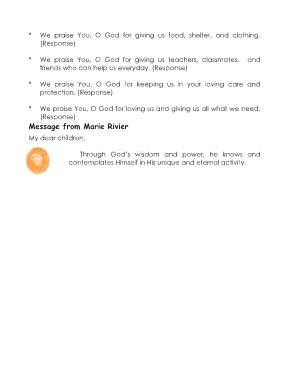 * We praise You, O God for giving us food, shelter, and clothing.
(Response)
* We praise You, O God for giving us teachers, classmates, and
friends who can help us everyday. (Response)
* We praise You, O God for keeping us in your loving care and
protection. (Response)
* We praise You, O God for loving us and giving us all what we need.
(Response)
Message from Marie Rivier
My dear children,
Through God's wisdom and power, he knows and
contemplates Himself in His unique and eternal activity.